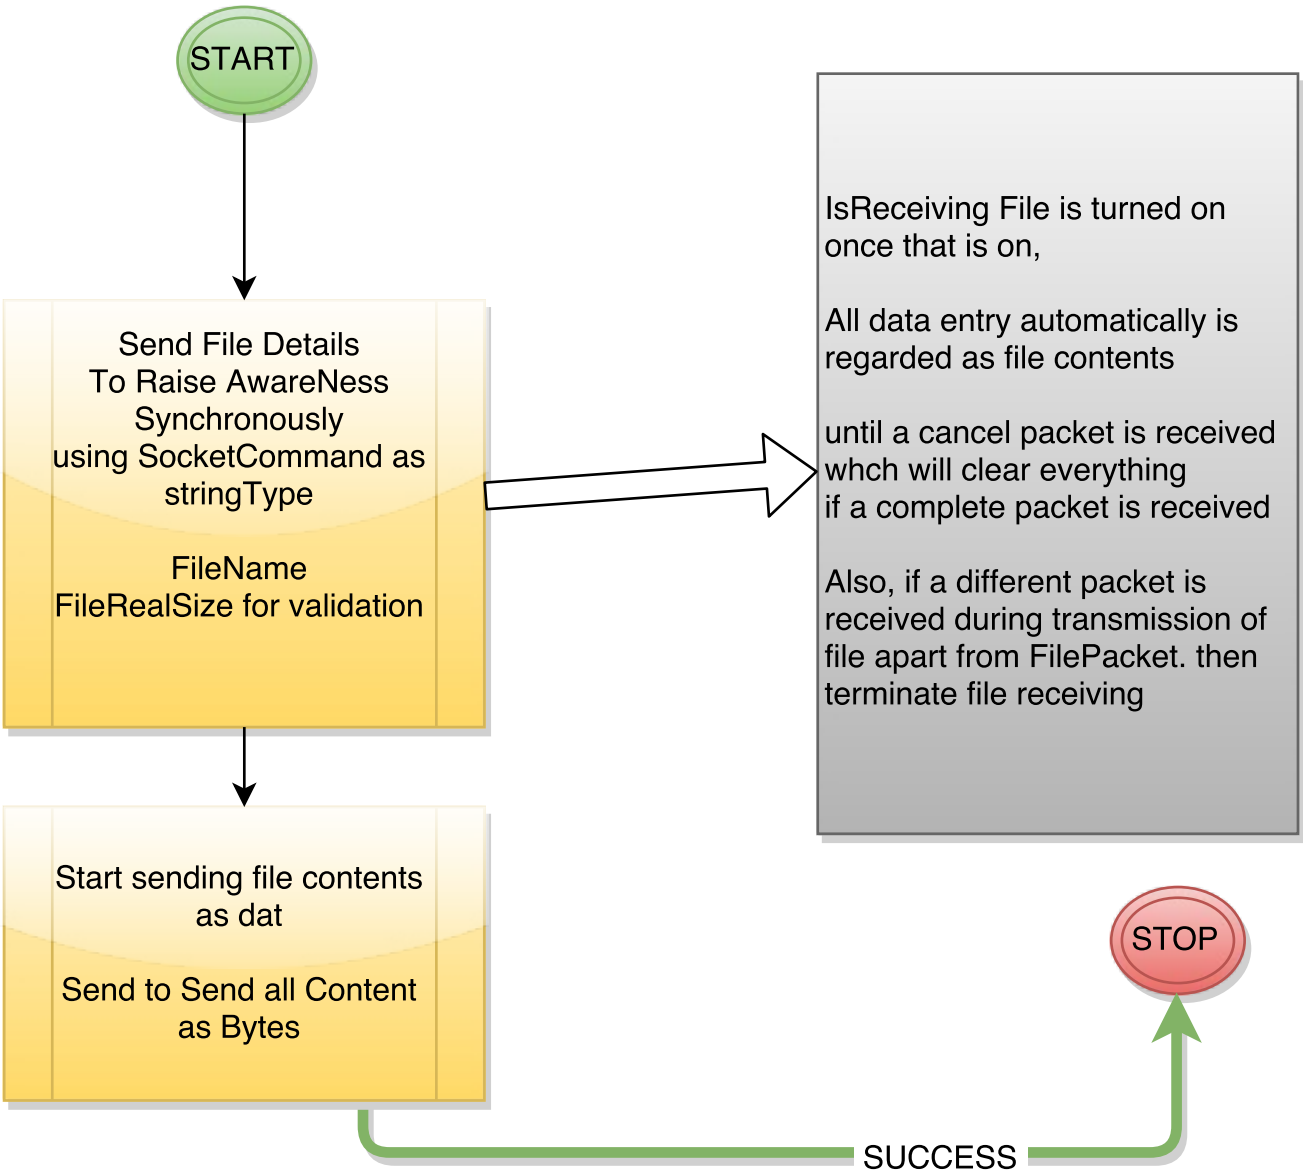 START
Send File Details
To Raise AwareNess
Synchronously
using SocketCommand as
stringType
FileName
FileRealSize for validation
IsReceiving File is turned on
once that is on,
All data entry automatically is
regarded as file contents
until a cancel packet is received
whch will clear everything
if a complete packet is received
Also, if a different packet is
received during transmission of
file apart from FilePacket. then
terminate file receiving
Start sending file contents
as dat
Send to Send all Content
as Bytes
STOP
SUCCESS